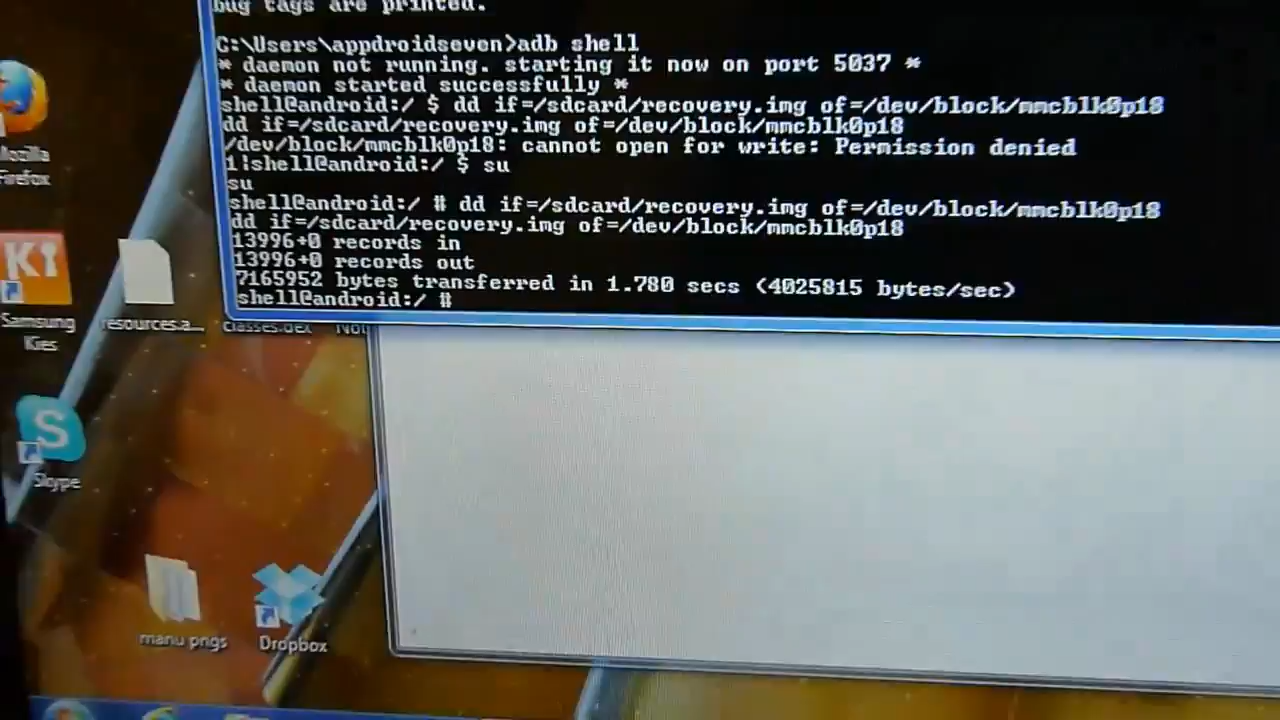 bug tags are printed.
C:\Users\appdroidseven>adb shell
* daemon not running. starting it now on port 5037 *
* daemon started successfully *
shell@android:/ $ dd if=/sdcard/recovery.img of=/dev/block/mmcblk0p18
dd if=/sdcard/recovery.img of=/dev/block/mmcblk0p18
/dev/block/mmcblk0p18: cannot open for write: Permission denied
1|shell@android:/ $ su
su
shell@android:/ # dd if=/sdcard/recovery.img of=/dev/block/mmcblk0p18
dd if=/sdcard/recovery.img of=/dev/block/mmcblk0p18
13996+0 records in
13996+0 records out
7165952 bytes transferred in 1.780 secs (4025815 bytes/sec)
shell@android:/ #
Mozilla
Firefox
KI
Samsung
Kies
resources.a...
classes.dex
Not
S
Skype
manu pngs
Dropbox